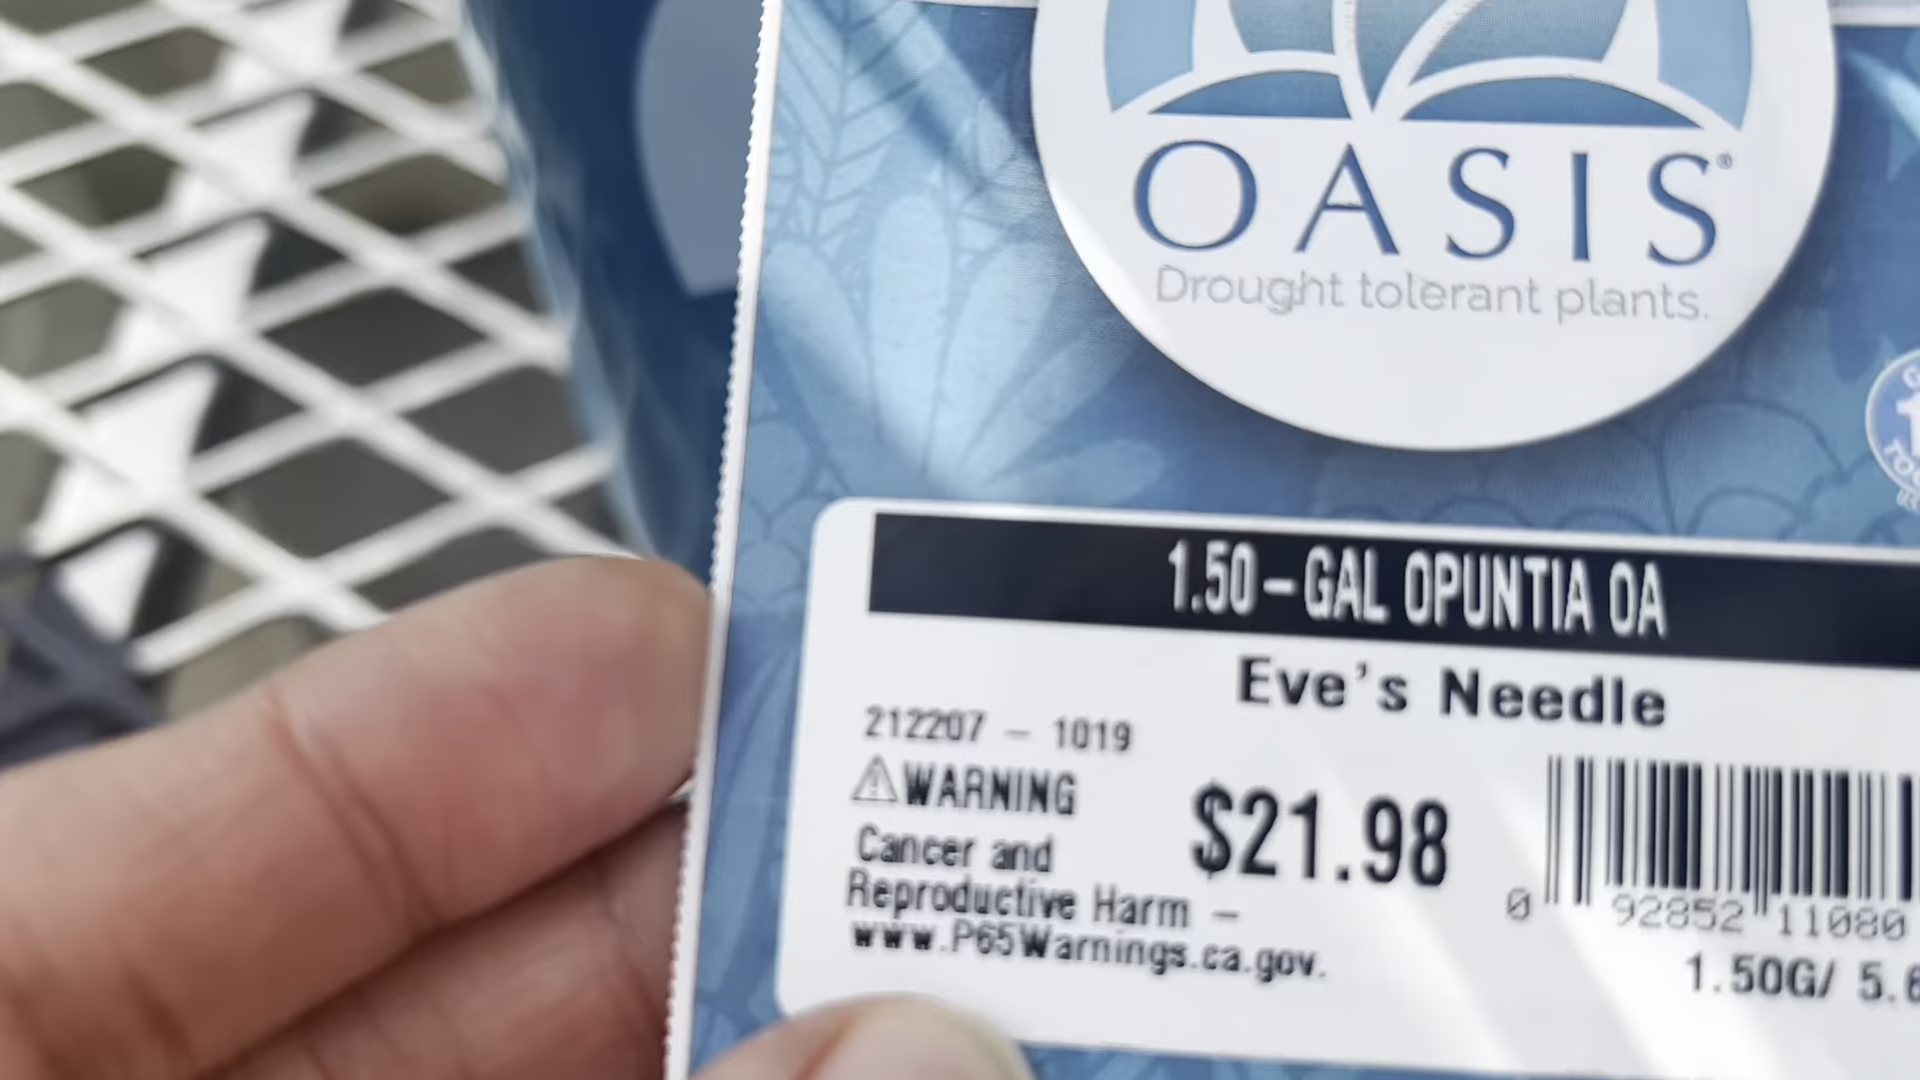 OASIS®
Drought tolerant plants.
1.50-GAL OPUNTIA OA
Eve's Needle
212207 - 1019
⚠WARNING
Cancer and
Reproductive Harm -
www.P65Warnings.ca.gov.
$21.98
0 92852 11080
1.50G/ 5.6